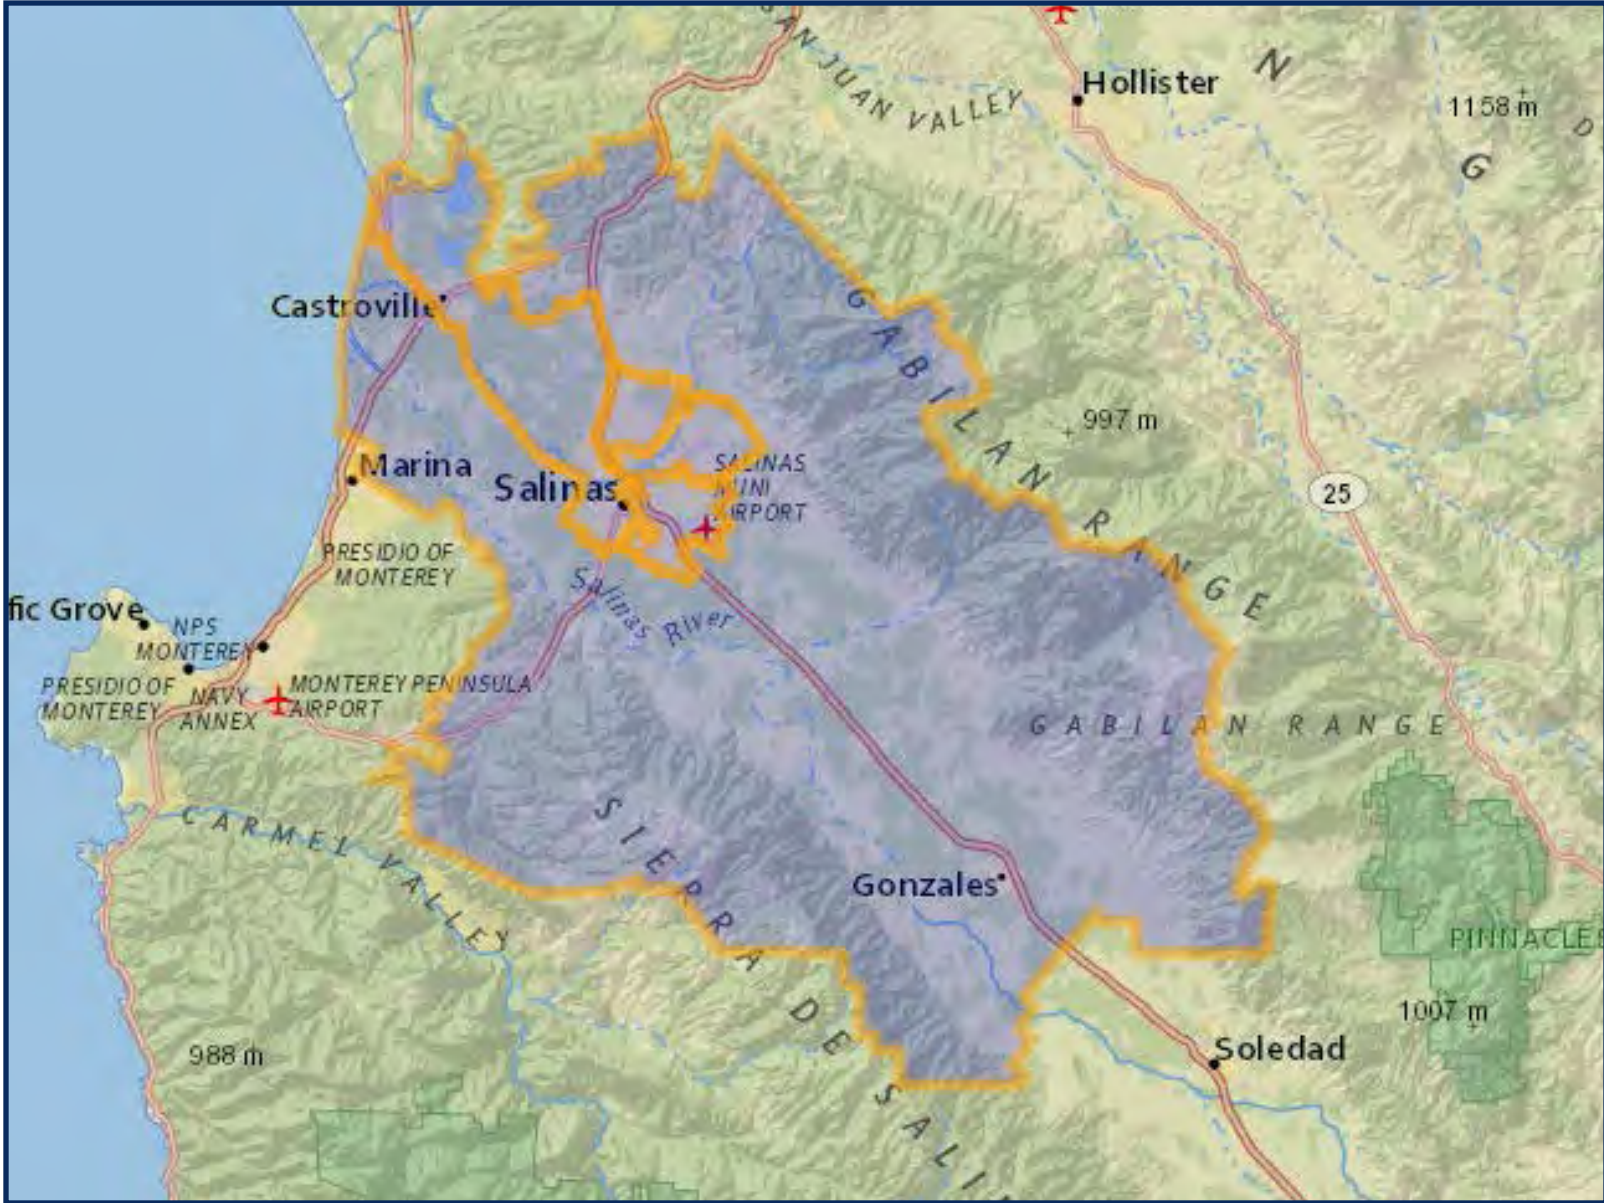 SAN JUAN VALLEY
Hollister
N
G
D
1158 m
Castroville
GABILAN RANGE
997 m
25
Marina
Salinas
SALINAS
MUNI
AIRPORT
PRESIDIO OF
MONTEREY
Salinas River
fic Grove
NPS
MONTEREY
PRESIDIO OF
MONTEREY
NAVY
ANNEX
MONTEREY PENINSULA
AIRPORT
GABILAN RANGE
CARMEL VALLEY
SIERRA DE SALI
Gonzales
PINNACLES
1007 m
988 m
Soledad